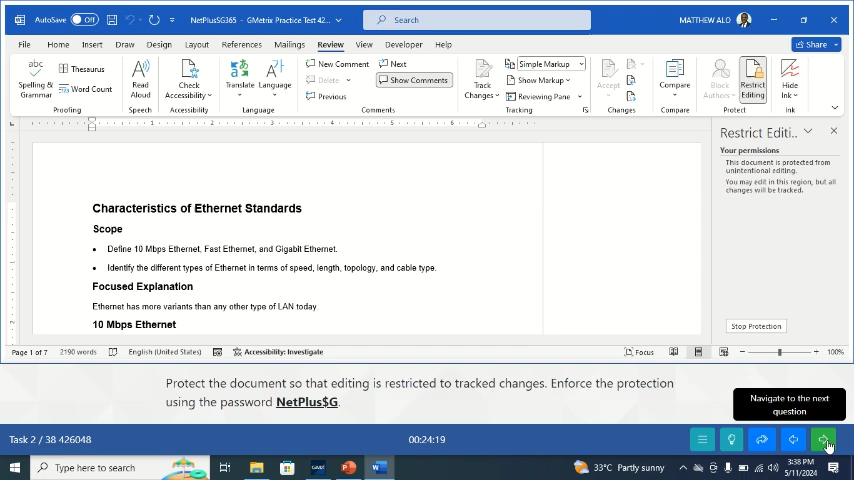 AutoSave Off NetPlusSG365 - GMetrix Practice Test 42... Search MATTHEW ALO
File Home Insert Draw Design Layout References Mailings Review View Developer Help Share
Spelling & Grammar
Thesaurus
Word Count
Proofing
Read Aloud
Speech
Check Accessibility
Accessibility
Translate
Language
Language
New Comment
Delete
Previous
Next
Show Comments
Comments
Track Changes
Simple Markup
Show Markup
Reviewing Pane
Tracking
Accept
Changes
Compare
Compare
Block Authors
Restrict Editing
Protect
Hide Ink
Ink
1 2 3 4 5 6
Characteristics of Ethernet Standards
Scope
• Define 10 Mbps Ethernet, Fast Ethernet, and Gigabit Ethernet.
• Identify the different types of Ethernet in terms of speed, length, topology, and cable type.
Focused Explanation
Ethernet has more variants than any other type of LAN today.
10 Mbps Ethernet
Restrict Editi..
Your permissions
This document is protected from
unintentional editing.
You may edit in this region, but all
changes will be tracked.
Stop Protection
Page 1 of 7 2190 words English (United States) Accessibility: Investigate Focus 100%
Protect the document so that editing is restricted to tracked changes. Enforce the protection
using the password NetPlus$G.
Navigate to the next
question
Task 2 / 38 426048 00:24:19
Type here to search 33°C Partly sunny 3:38 PM
5/11/2024